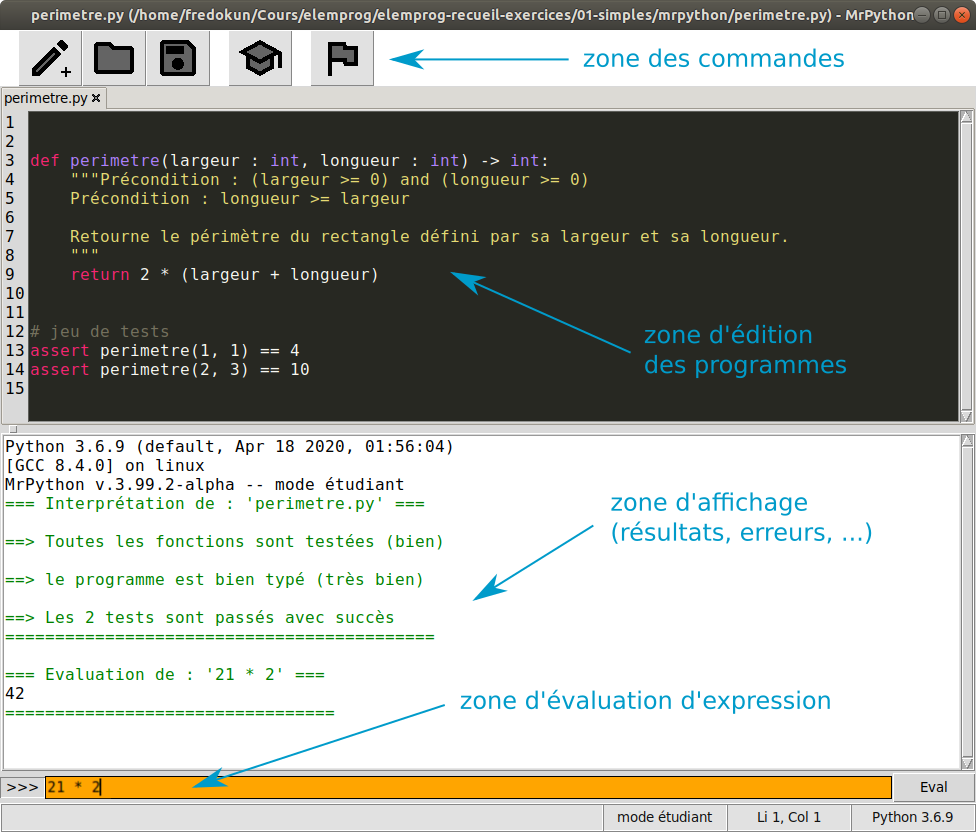 perimetre.py (/home/fredokun/Cours/elemprog/elemprog-recueil-exercices/01-simples/mrpython/perimetre.py) - MrPython
zone des commandes
perimetre.py ×
1
2
3 def perimetre(largeur : int, longueur : int) -> int:
4     """Précondition : (largeur >= 0) and (longueur >= 0)
5     Précondition : longueur >= largeur
6
7     Retourne le périmètre du rectangle défini par sa largeur et sa longueur.
8     """
9     return 2 * (largeur + longueur)
10
11
12 # jeu de tests
13 assert perimetre(1, 1) == 4
14 assert perimetre(2, 3) == 10
15
zone d'édition
des programmes
Python 3.6.9 (default, Apr 18 2020, 01:56:04)
[GCC 8.4.0] on linux
MrPython v.3.99.2-alpha -- mode étudiant
=== Interprétation de : 'perimetre.py' ===
==> Toutes les fonctions sont testées (bien)
==> le programme est bien typé (très bien)
==> Les 2 tests sont passés avec succès
===========================================
=== Evaluation de : '21 * 2' ===
42
=================================
zone d'affichage
(résultats, erreurs, ...)
zone d'évaluation d'expression
>>> 21 * 2
Eval
mode étudiant
Li 1, Col 1
Python 3.6.9